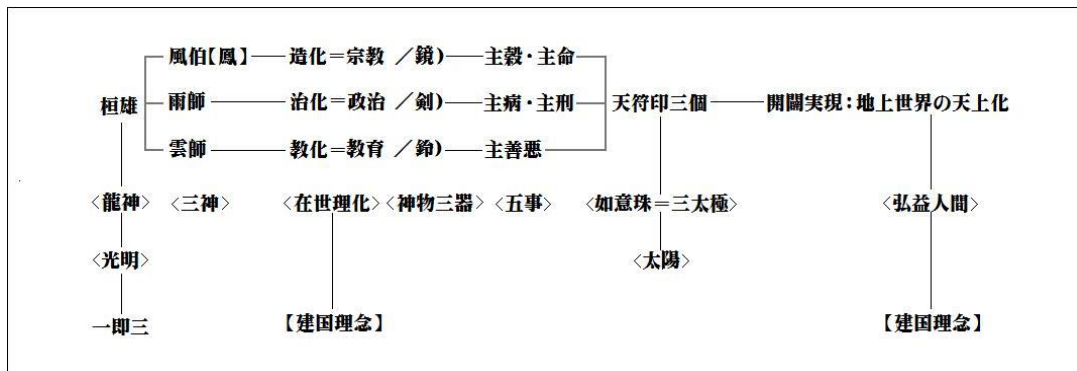 風伯【鳳】 造化＝宗教 ／鏡） 主穀・主命
桓雄 雨師 治化＝政治 ／剣） 主病・主刑 天符印三個 開闢実現：地上世界の天上化
雲師 教化＝教育 ／鈴） 主善悪
〈龍神〉 〈三神〉 〈在世理化〉 〈神物三器〉 〈五事〉 〈如意珠＝三太極〉 〈弘益人間〉
〈光明〉 〈太陽〉
一即三 【建国理念】 【建国理念】